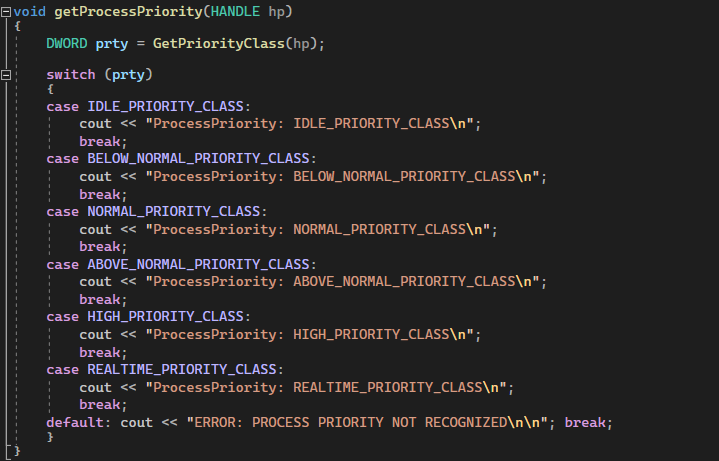 void getProcessPriority(HANDLE hp)
{
    DWORD prty = GetPriorityClass(hp);

    switch (prty)
    {
    case IDLE_PRIORITY_CLASS:
        cout << "ProcessPriority: IDLE_PRIORITY_CLASS\n";
        break;
    case BELOW_NORMAL_PRIORITY_CLASS:
        cout << "ProcessPriority: BELOW_NORMAL_PRIORITY_CLASS\n";
        break;
    case NORMAL_PRIORITY_CLASS:
        cout << "ProcessPriority: NORMAL_PRIORITY_CLASS\n";
        break;
    case ABOVE_NORMAL_PRIORITY_CLASS:
        cout << "ProcessPriority: ABOVE_NORMAL_PRIORITY_CLASS\n";
        break;
    case HIGH_PRIORITY_CLASS:
        cout << "ProcessPriority: HIGH_PRIORITY_CLASS\n";
        break;
    case REALTIME_PRIORITY_CLASS:
        cout << "ProcessPriority: REALTIME_PRIORITY_CLASS\n";
        break;
    default: cout << "ERROR: PROCESS PRIORITY NOT RECOGNIZED\n\n"; break;
    }
}